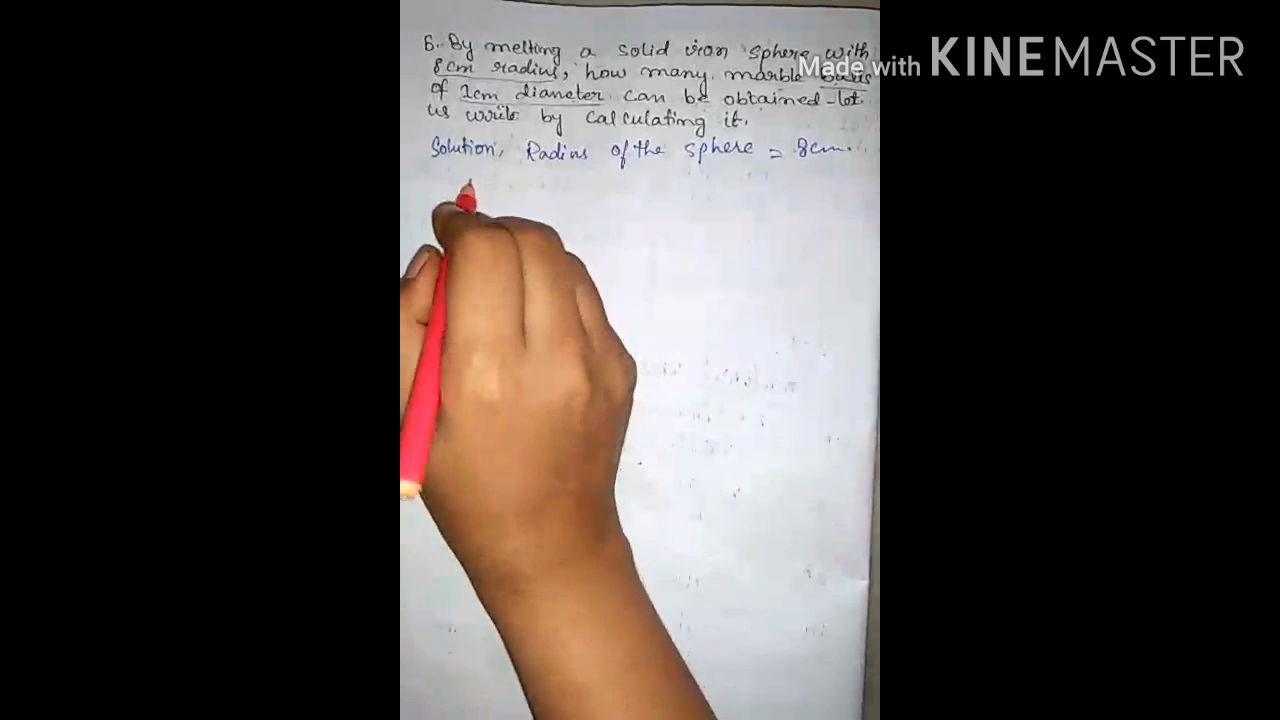 6. By melting a solid iron sphere with
8cm radius, how many marble balls
of 1cm diameter can be obtained-let
us write by calculating it.
Solution, Radius of the sphere = 8cm.
Made with KINEMASTER